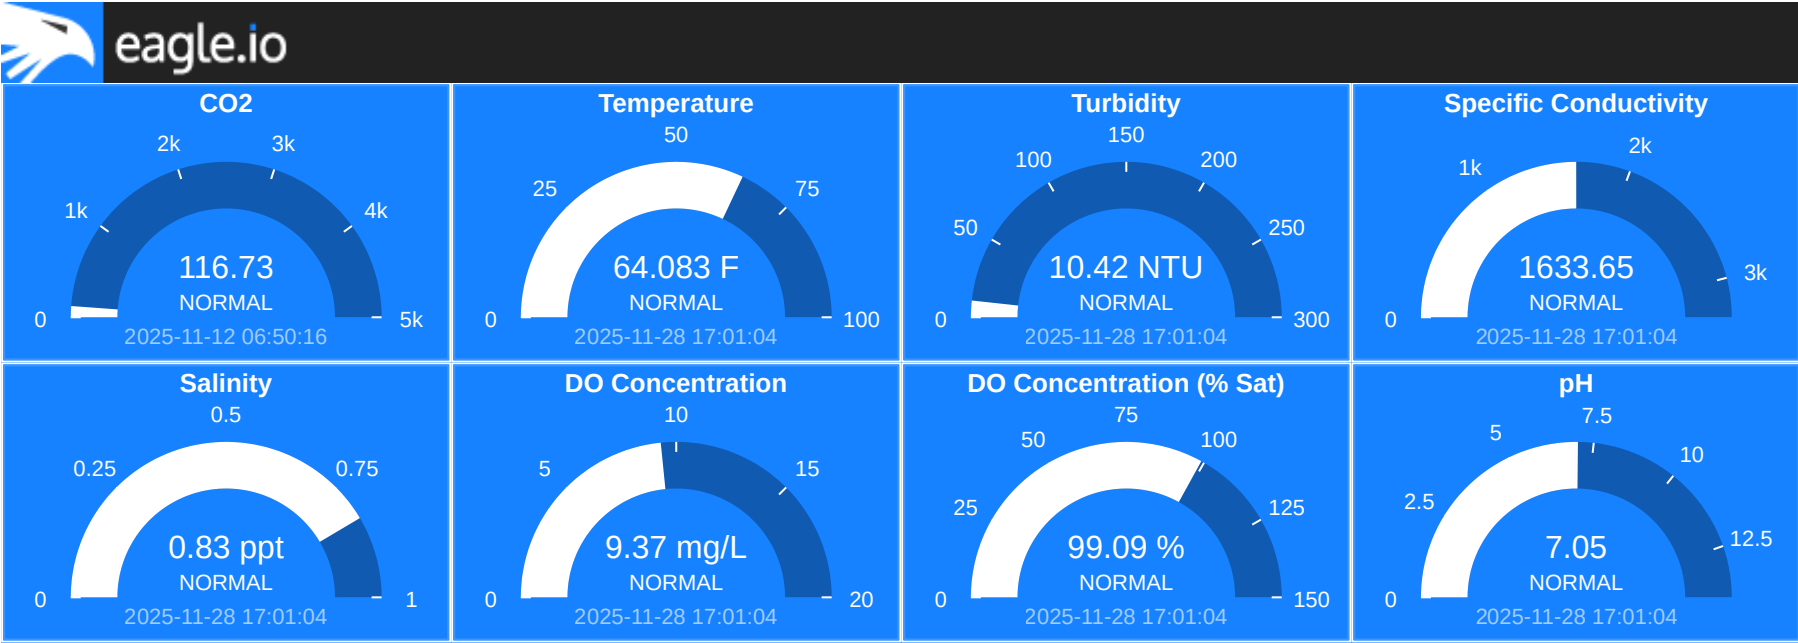 eagle.io
CO2
2k
3k
1k
4k
116.73
NORMAL
0
5k
2025-11-12 06:50:16
Temperature
50
25
75
64.083 F
NORMAL
0
100
2025-11-28 17:01:04
Turbidity
150
100
200
50
250
10.42 NTU
NORMAL
0
300
2025-11-28 17:01:04
Specific Conductivity
2k
1k
3k
1633.65
NORMAL
0
2025-11-28 17:01:04
Salinity
0.5
0.25
0.75
0.83 ppt
NORMAL
0
1
2025-11-28 17:01:04
DO Concentration
10
5
15
9.37 mg/L
NORMAL
0
20
2025-11-28 17:01:04
DO Concentration (% Sat)
75
50
100
25
125
99.09 %
NORMAL
0
150
2025-11-28 17:01:04
pH
7.5
5
10
2.5
12.5
7.05
NORMAL
0
2025-11-28 17:01:04